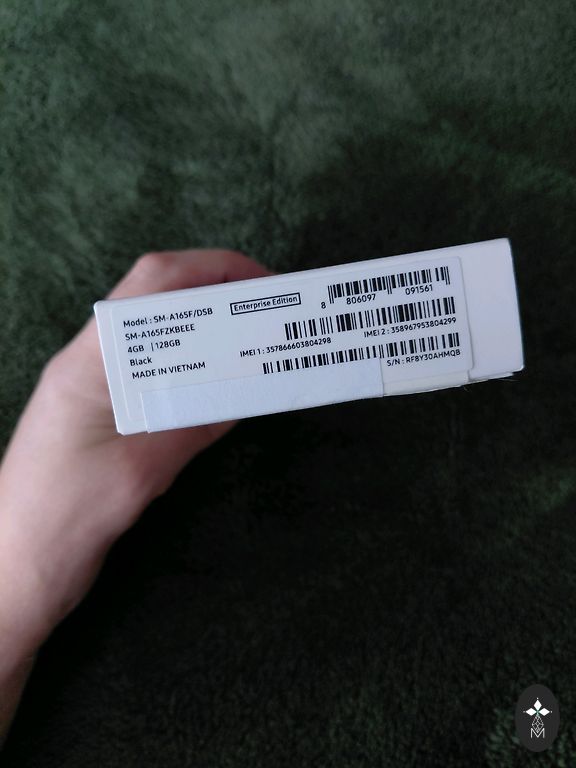 Model : SM-A165F/DSB
SM-A165FZKBEEE
4GB | 128GB
Black
MADE IN VIETNAM
Enterprise Edition
8 806097 091561
IMEI 1 : 357866603804298
IMEI 2 : 358967953804299
S/N : RF8Y30AHMQB
M